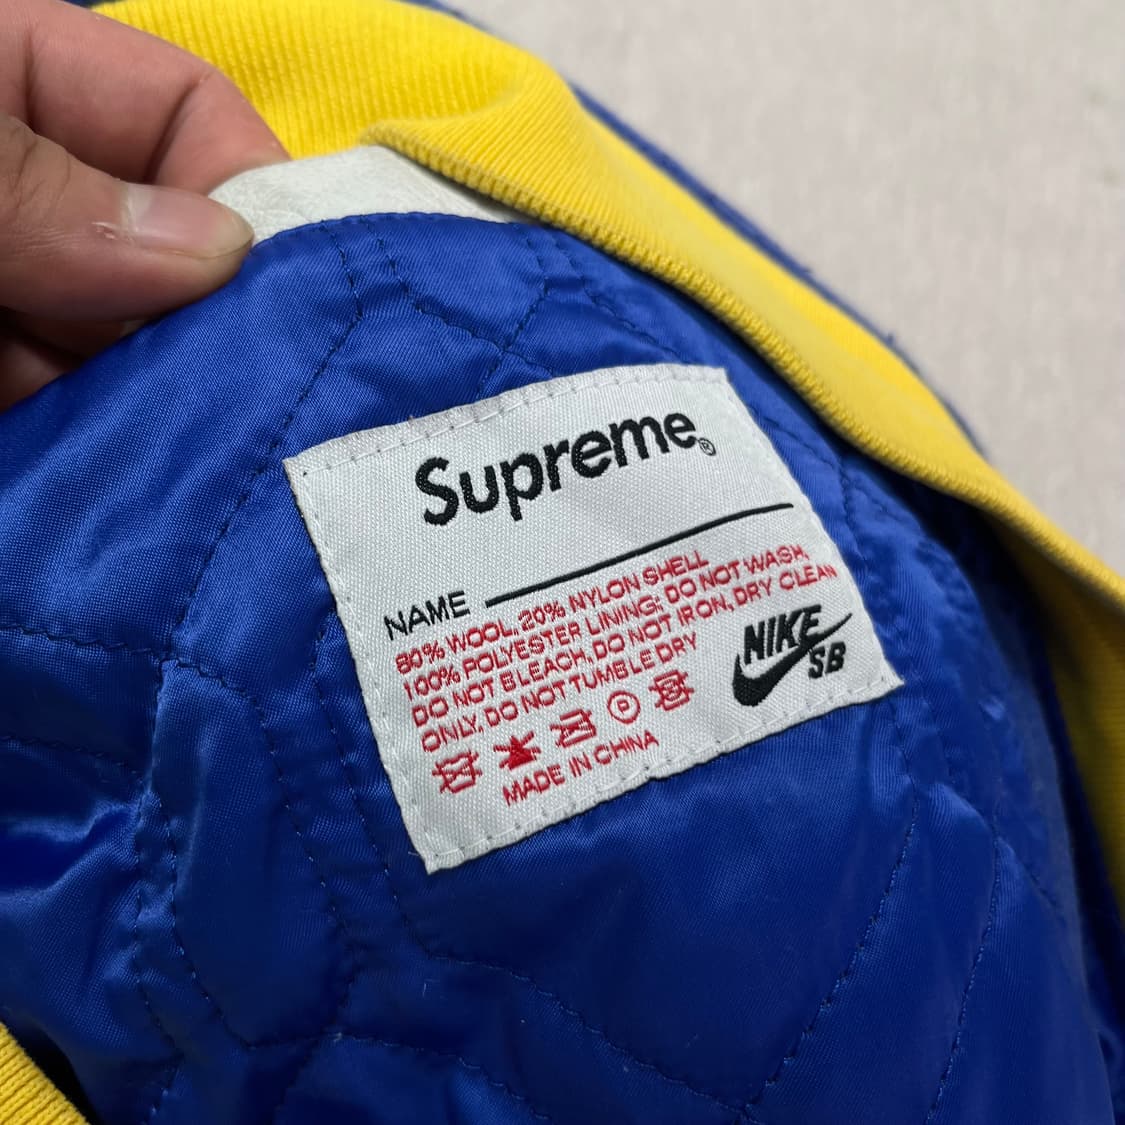 Supreme®
NAME
80% WOOL, 20% NYLON SHELL
100% POLYESTER LINING: DO NOT WASH,
DO NOT BLEACH, DO NOT IRON, DRY CLEAN
ONLY, DO NOT TUMBLE DRY
P
MADE IN CHINA
NIKE
SB